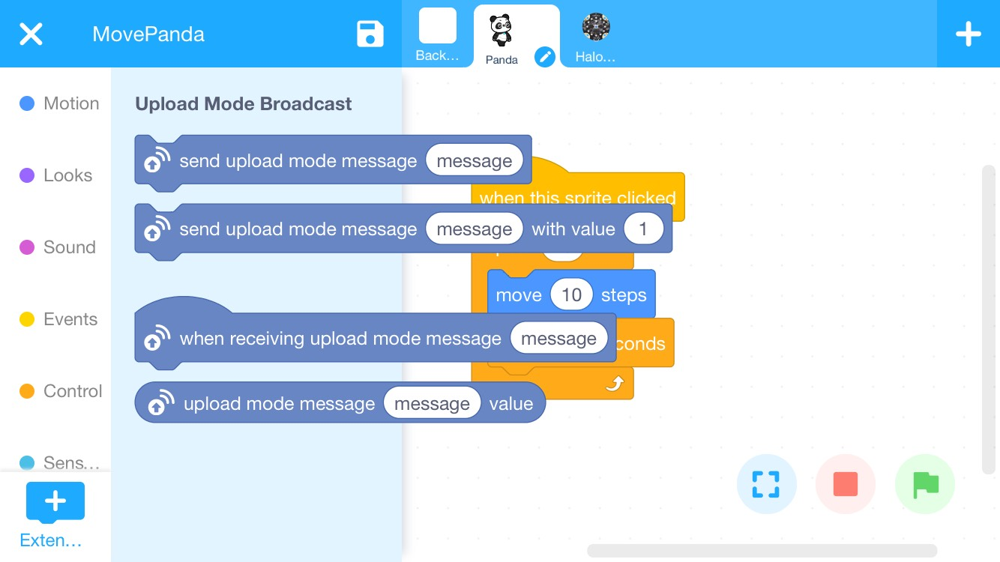 MovePanda
Back...
Panda
Halo...
Motion
Looks
Sound
Events
Control
Sens...
Exten...
Upload Mode Broadcast
send upload mode message message
send upload mode message message with value 1
when receiving upload mode message message
upload mode message message value
when this sprite clicked
move 10 steps
conds